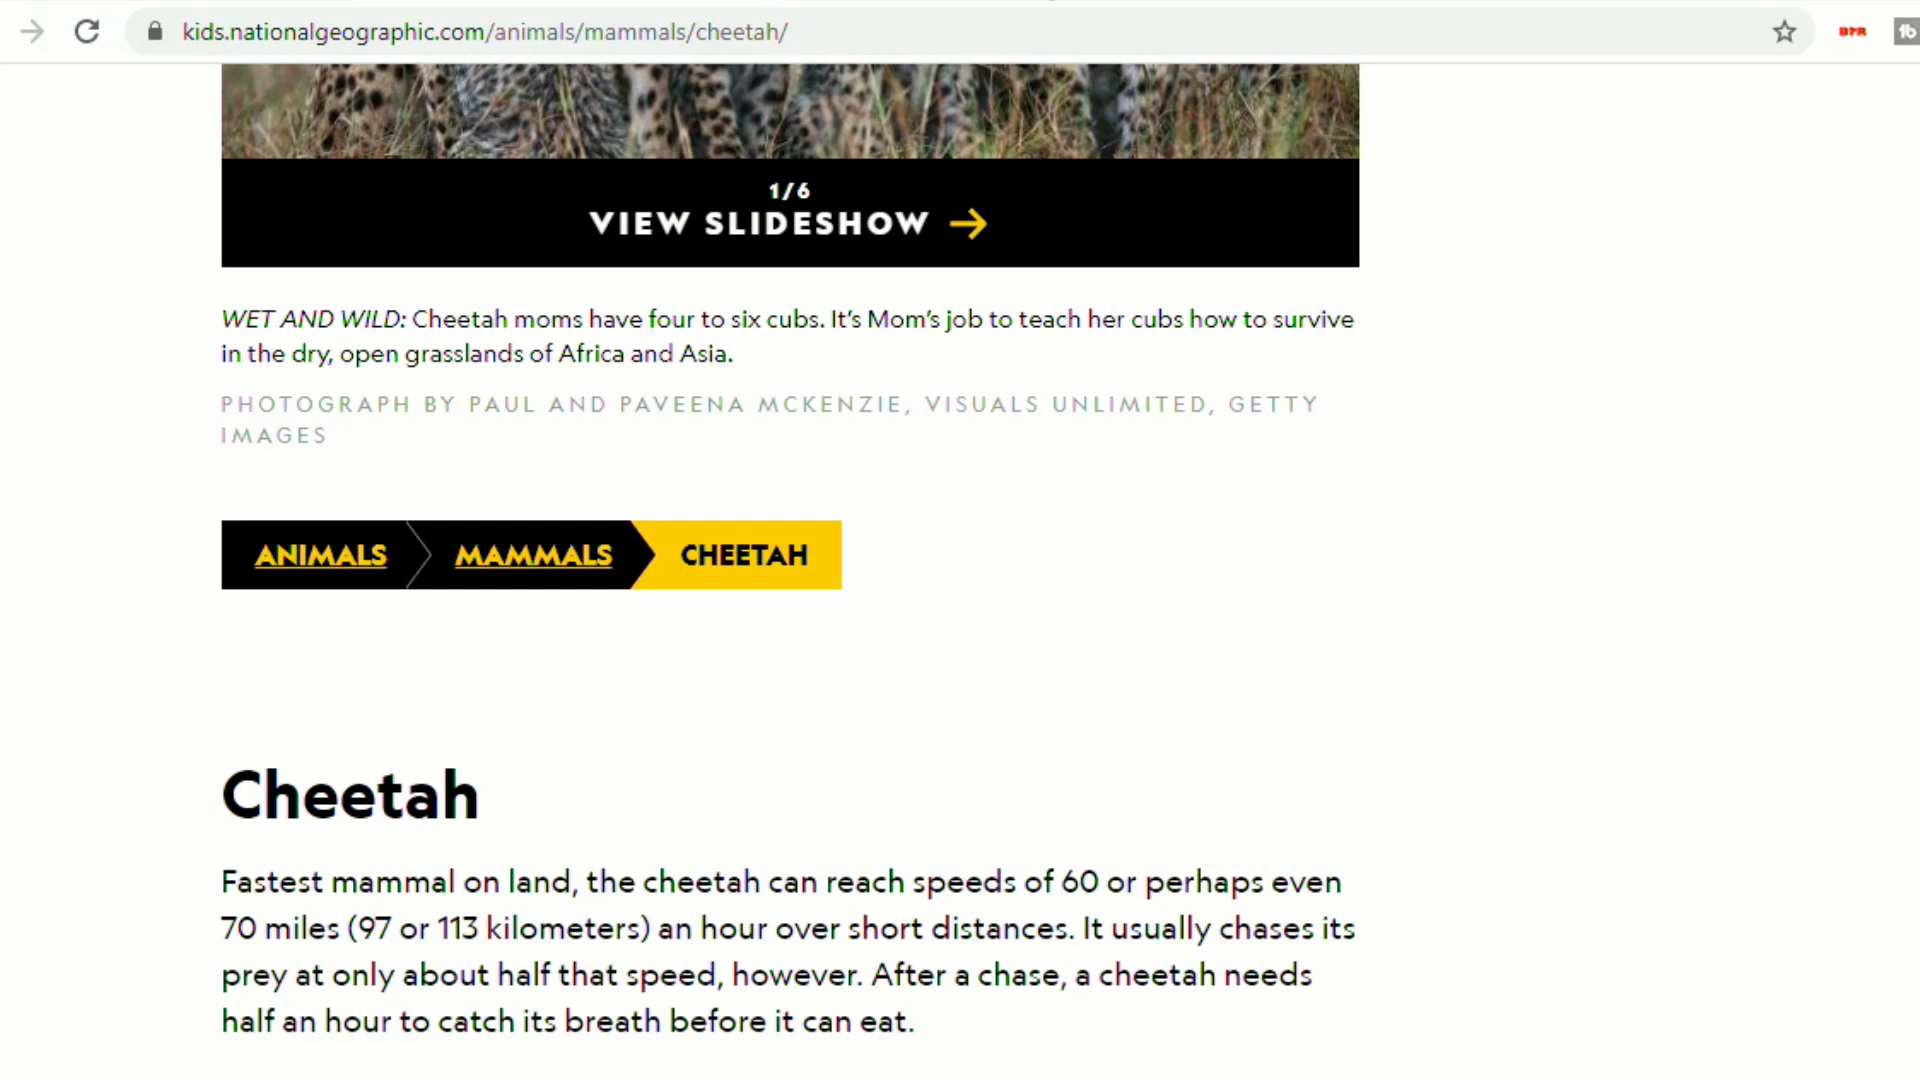 kids.nationalgeographic.com/animals/mammals/cheetah/
BPR
1/6
VIEW SLIDESHOW
WET AND WILD: Cheetah moms have four to six cubs. It's Mom's job to teach her cubs how to survive
in the dry, open grasslands of Africa and Asia.
PHOTOGRAPH BY PAUL AND PAVEENA MCKENZIE, VISUALS UNLIMITED, GETTY
IMAGES
ANIMALS MAMMALS CHEETAH
Cheetah
Fastest mammal on land, the cheetah can reach speeds of 60 or perhaps even
70 miles (97 or 113 kilometers) an hour over short distances. It usually chases its
prey at only about half that speed, however. After a chase, a cheetah needs
half an hour to catch its breath before it can eat.